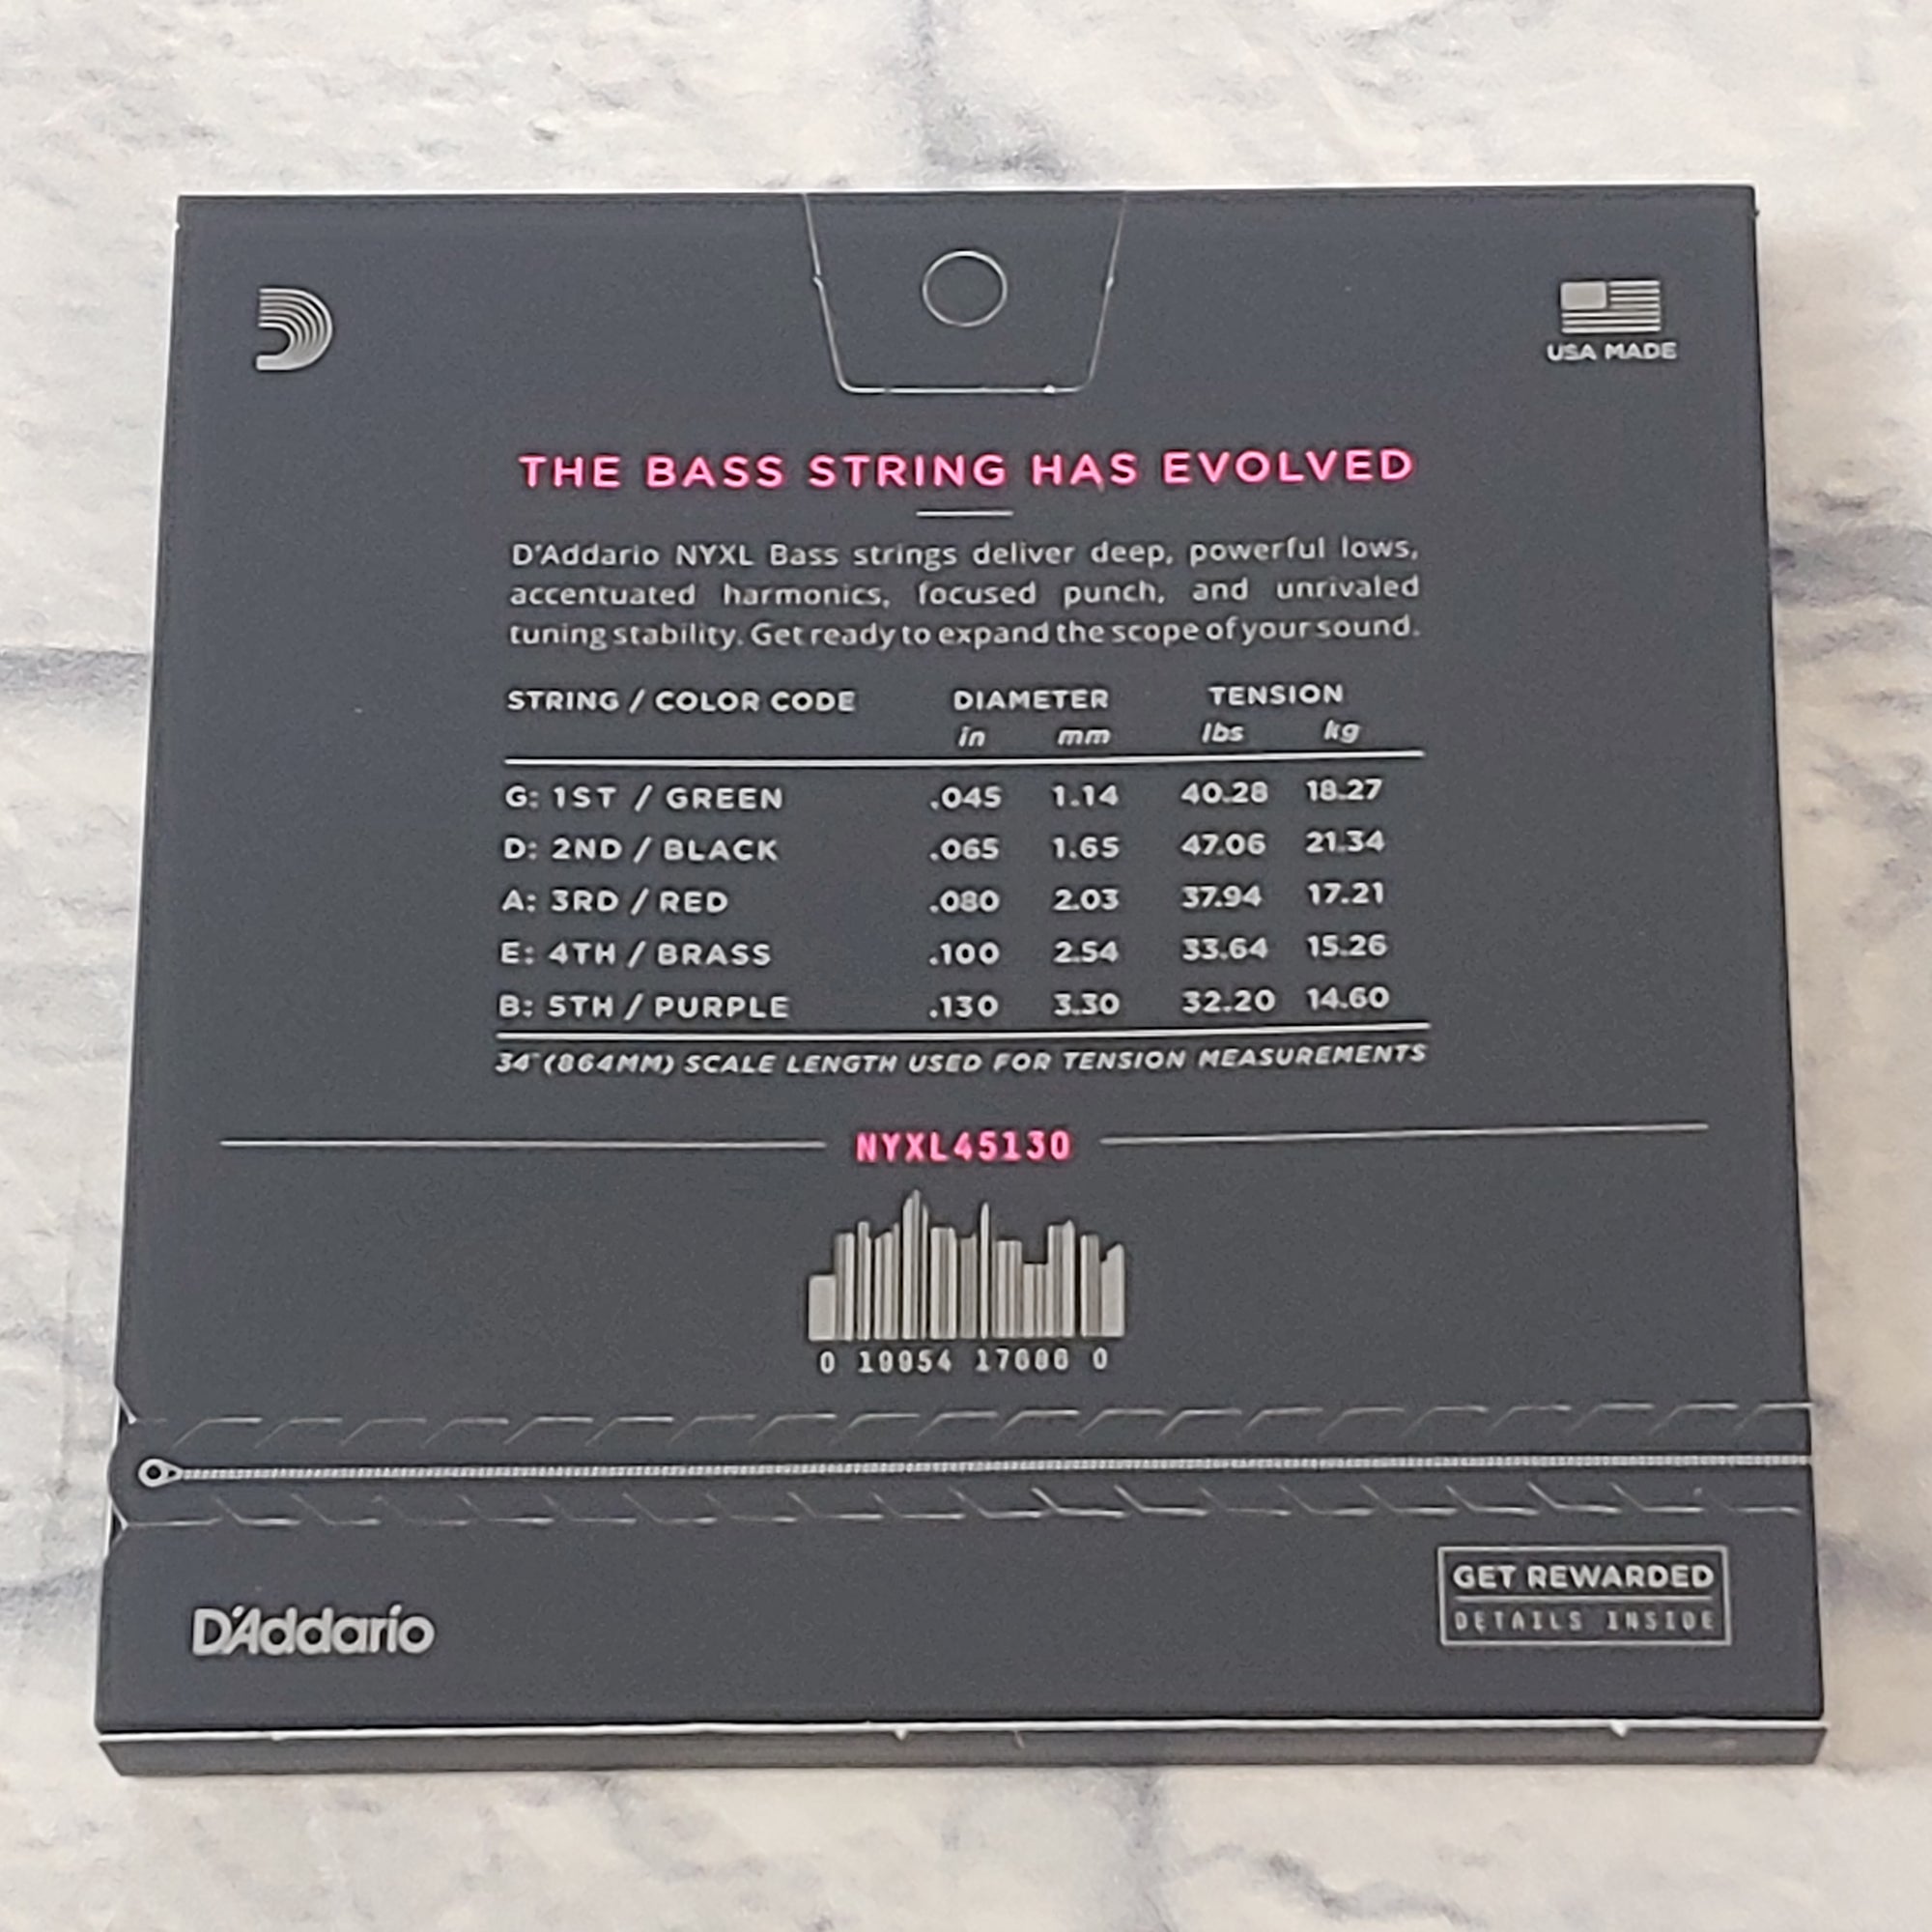 USA MADE
THE BASS STRING HAS EVOLVED
D'Addario NYXL Bass strings deliver deep, powerful lows,
accentuated harmonics, focused punch, and unrivaled
tuning stability. Get ready to expand the scope of your sound.
STRING / COLOR CODE DIAMETER TENSION
in mm lbs kg
G: 1ST / GREEN .045 1.14 40.28 18.27
D: 2ND / BLACK .065 1.65 47.06 21.34
A: 3RD / RED .080 2.03 37.94 17.21
E: 4TH / BRASS .100 2.54 33.64 15.26
B: 5TH / PURPLE .130 3.30 32.20 14.60
34" (864MM) SCALE LENGTH USED FOR TENSION MEASUREMENTS
NYXL45130
0 0
GET REWARDED
DETAILS INSIDE
D'Addario